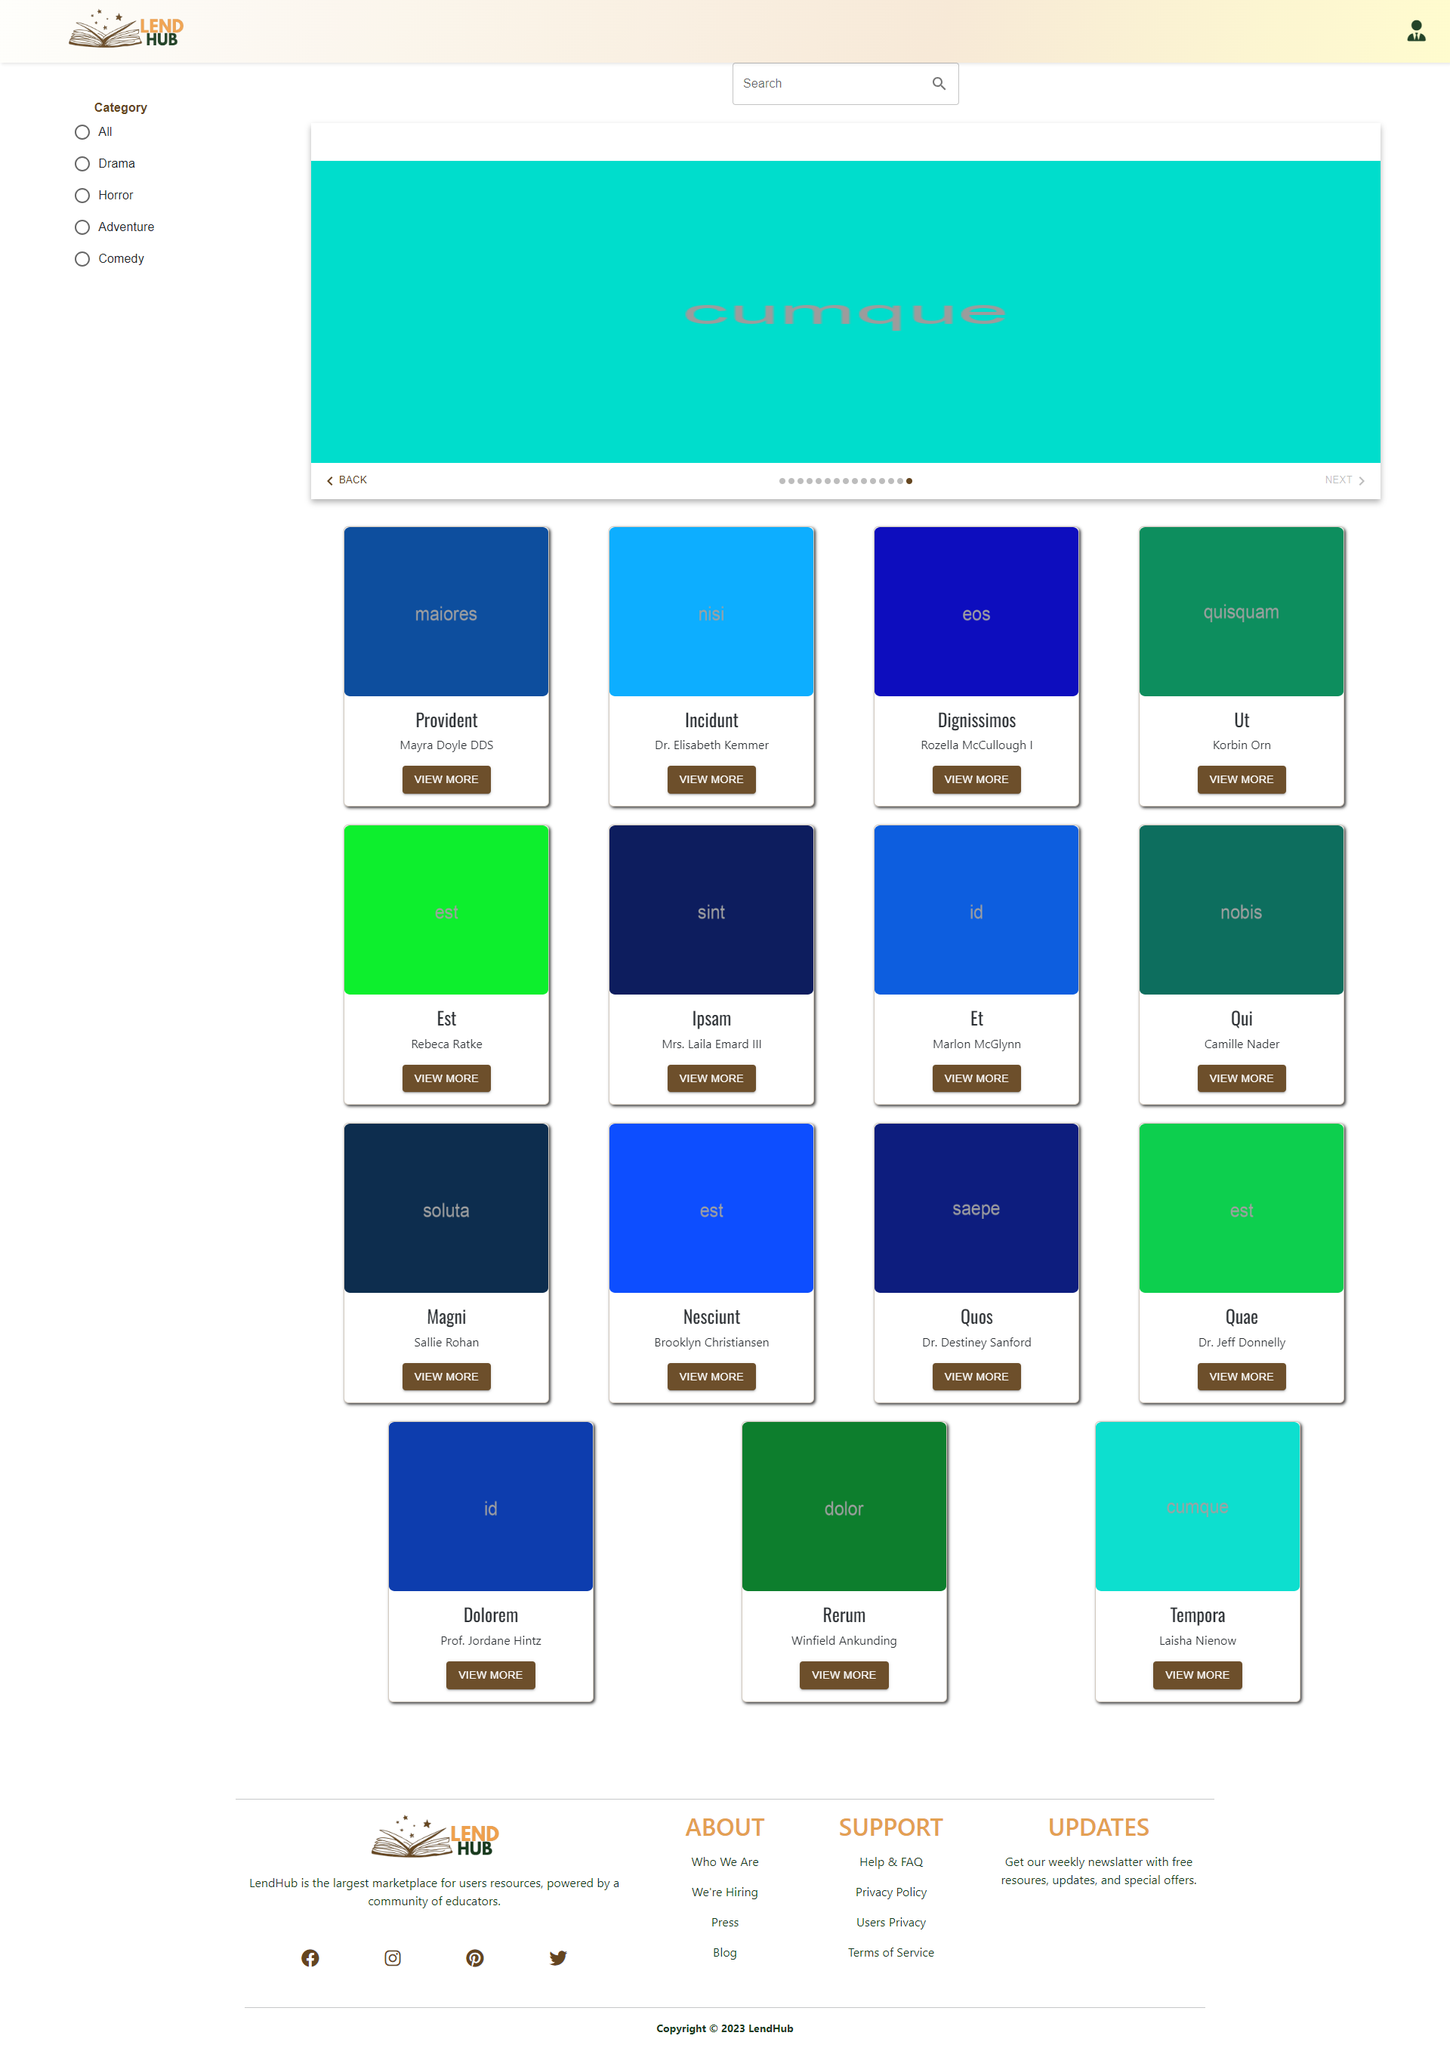 LEND
HUB
Search
Category
All
Drama
Horror
Adventure
Comedy
cumque
BACK
NEXT
maiores
nisi
eos
quisquam
Provident
Incidunt
Dignissimos
Ut
Mayra Doyle DDS
Dr. Elisabeth Kemmer
Rozella McCullough I
Korbin Orn
VIEW MORE
VIEW MORE
VIEW MORE
VIEW MORE
est
sint
id
nobis
Est
Ipsam
Et
Qui
Rebeca Ratke
Mrs. Laila Emard III
Marlon McGlynn
Camille Nader
VIEW MORE
VIEW MORE
VIEW MORE
VIEW MORE
soluta
est
saepe
est
Magni
Nesciunt
Quos
Quae
Sallie Rohan
Brooklyn Christiansen
Dr. Destiney Sanford
Dr. Jeff Donnelly
VIEW MORE
VIEW MORE
VIEW MORE
VIEW MORE
id
dolor
cumque
Dolorem
Rerum
Tempora
Prof. Jordane Hintz
Winfield Ankunding
Laisha Nienow
VIEW MORE
VIEW MORE
VIEW MORE
LEND
HUB
LendHub is the largest marketplace for users resources, powered by a
community of educators.
ABOUT
Who We Are
We're Hiring
Press
Blog
SUPPORT
Help & FAQ
Privacy Policy
Users Privacy
Terms of Service
UPDATES
Get our weekly newslatter with free
resoures, updates, and special offers.
Copyright © 2023 LendHub